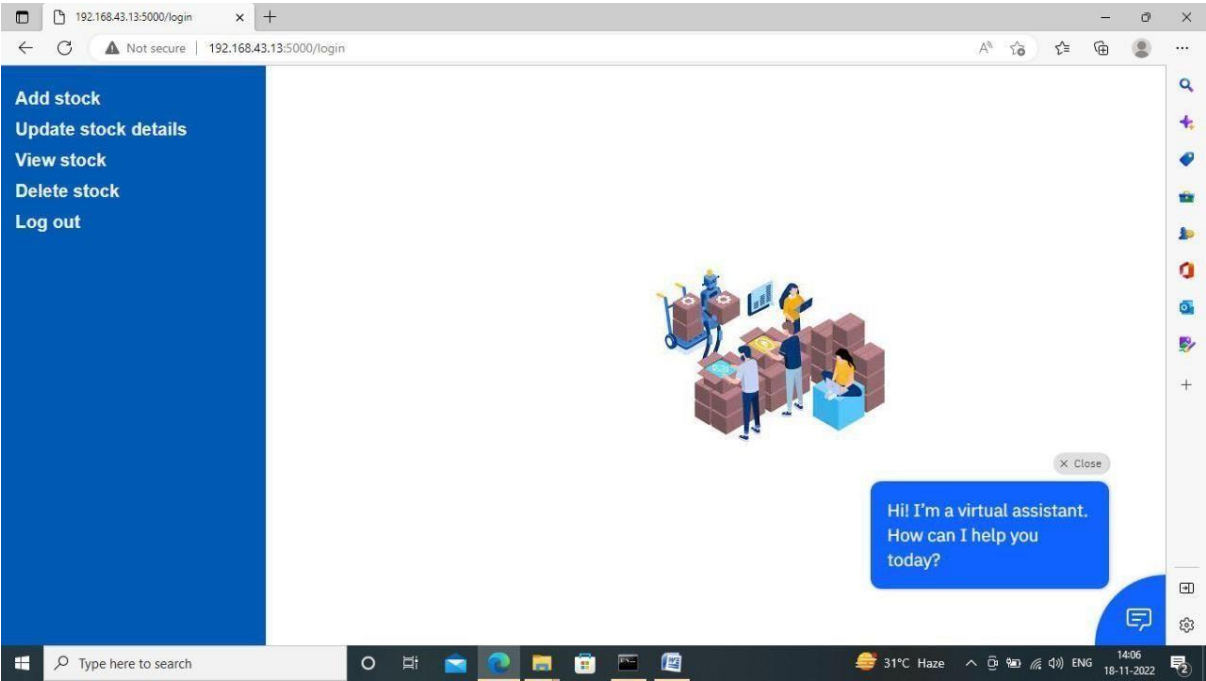 192.168.43.13:5000/login
Not secure | 192.168.43.13:5000/login
Add stock
Update stock details
View stock
Delete stock
Log out
× Close
Hi! I'm a virtual assistant.
How can I help you
today?
Type here to search
31°C Haze
ENG
14:06
18-11-2022
2